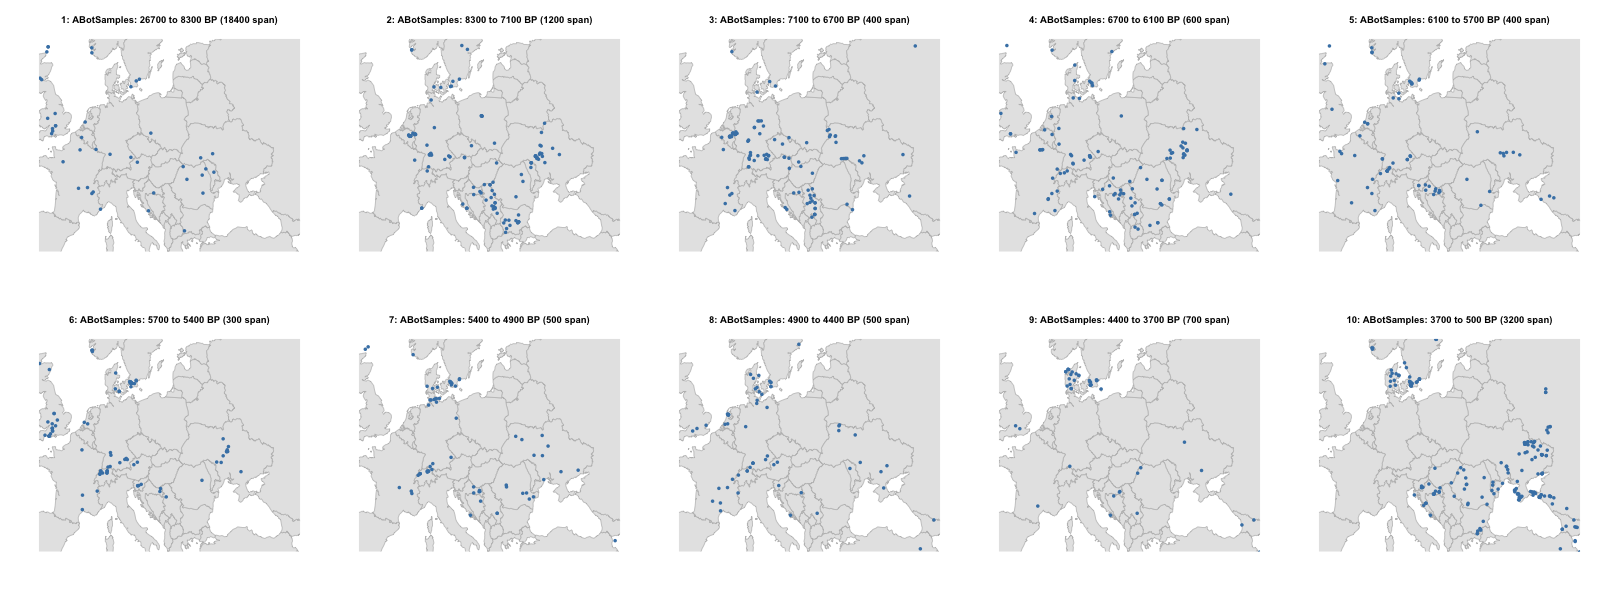 1: ABotSamples: 26700 to 8300 BP (18400 span)
2: ABotSamples: 8300 to 7100 BP (1200 span)
3: ABotSamples: 7100 to 6700 BP (400 span)
4: ABotSamples: 6700 to 6100 BP (600 span)
5: ABotSamples: 6100 to 5700 BP (400 span)
6: ABotSamples: 5700 to 5400 BP (300 span)
7: ABotSamples: 5400 to 4900 BP (500 span)
8: ABotSamples: 4900 to 4400 BP (500 span)
9: ABotSamples: 4400 to 3700 BP (700 span)
10: ABotSamples: 3700 to 500 BP (3200 span)